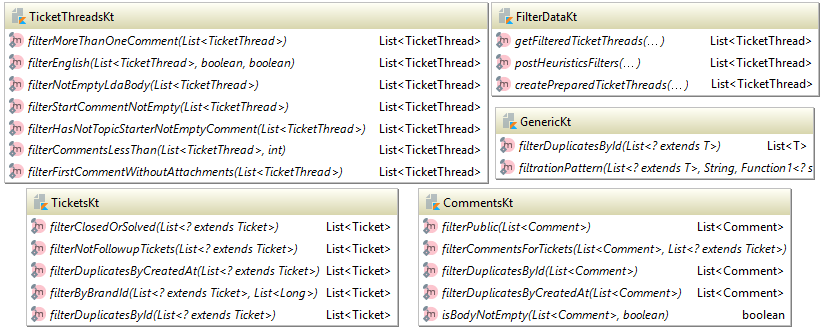 TicketThreadsKt
filterMoreThanOneComment(List<TicketThread>) List<TicketThread>
filterEnglish(List<TicketThread>, boolean, boolean) List<TicketThread>
filterNotEmptyLdaBody(List<TicketThread>) List<TicketThread>
filterStartCommentNotEmpty(List<TicketThread>) List<TicketThread>
filterHasNotTopicStarterNotEmptyComment(List<TicketThread>) List<TicketThread>
filterCommentsLessThan(List<TicketThread>, int) List<TicketThread>
filterFirstCommentWithoutAttachments(List<TicketThread>) List<TicketThread>
FilterDataKt
getFilteredTicketThreads(...) List<TicketThread>
postHeuristicsFilters(...) List<TicketThread>
createPreparedTicketThreads(...) List<TicketThread>
GenericKt
filterDuplicatesById(List<? extends T>) List<T>
filtrationPattern(List<? extends T>, String, Function1<? s
TicketsKt
filterClosedOrSolved(List<? extends Ticket>) List<Ticket>
filterNotFollowupTickets(List<? extends Ticket>) List<Ticket>
filterDuplicatesByCreatedAt(List<? extends Ticket>) List<Ticket>
filterByBrandId(List<? extends Ticket>, List<Long>) List<Ticket>
filterDuplicatesById(List<? extends Ticket>) List<Ticket>
CommentsKt
filterPublic(List<Comment>) List<Comment>
filterCommentsForTickets(List<Comment>, List<? extends Ticket>)
filterDuplicatesById(List<Comment>) List<Comment>
filterDuplicatesByCreatedAt(List<Comment>) List<Comment>
isBodyNotEmpty(List<Comment>, boolean) boolean